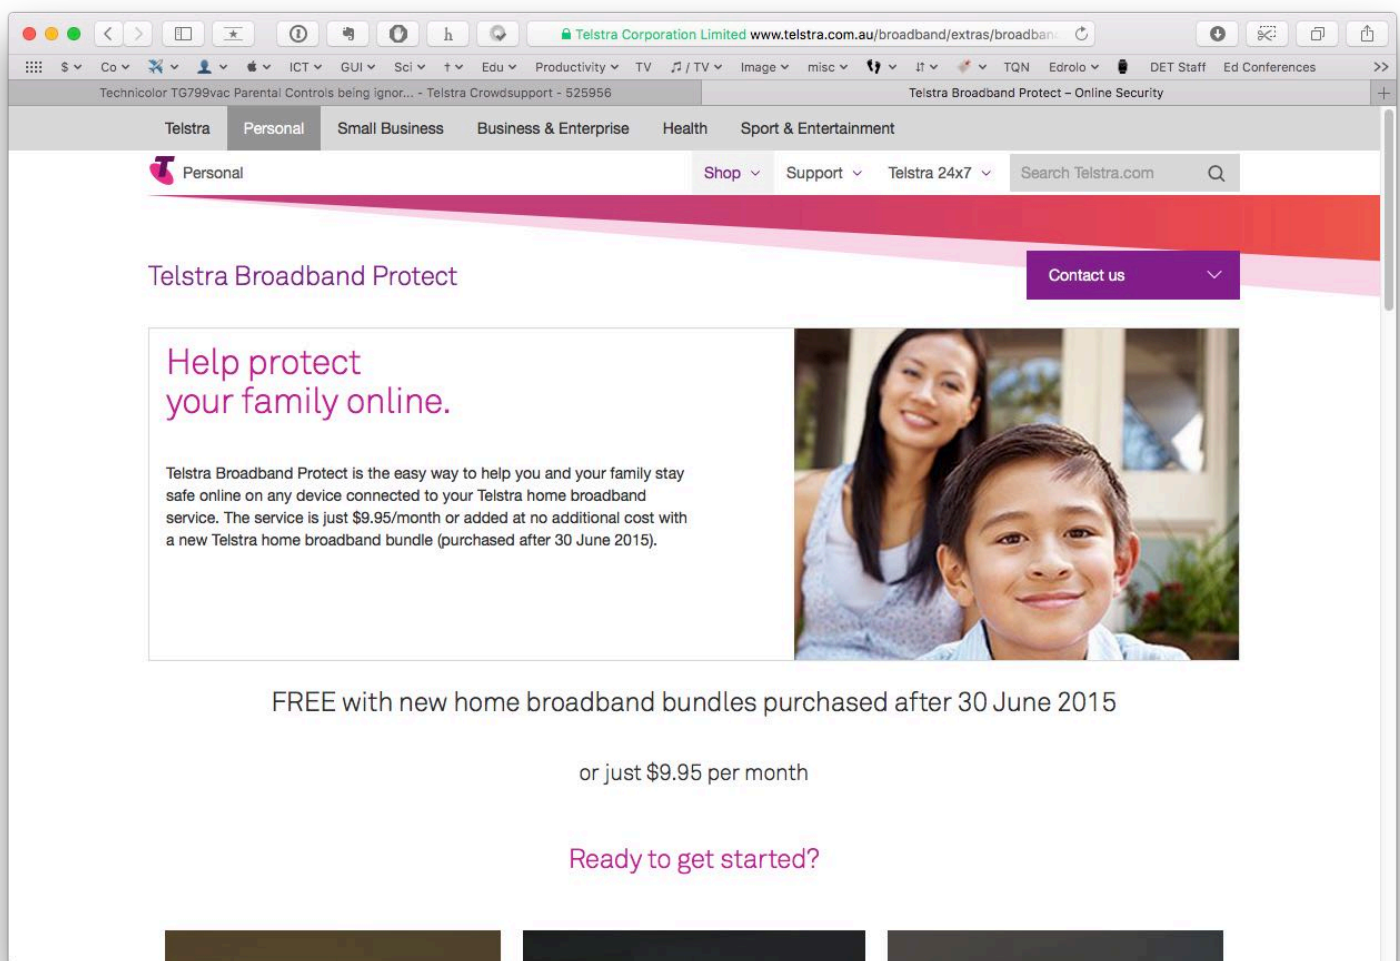 Telstra Corporation Limited www.telstra.com.au/broadband/extras/broadban
$ Co ICT GUI Sci † Edu Productivity TV ♫ / TV Image misc TQN Edrolo DET Staff Ed Conferences >>
Technicolor TG799vac Parental Controls being ignor... - Telstra Crowdsupport - 525956 Telstra Broadband Protect – Online Security
Telstra Personal Small Business Business & Enterprise Health Sport & Entertainment
T Personal Shop Support Telstra 24x7 Search Telstra.com
Telstra Broadband Protect Contact us
Help protect
your family online.
Telstra Broadband Protect is the easy way to help you and your family stay
safe online on any device connected to your Telstra home broadband
service. The service is just $9.95/month or added at no additional cost with
a new Telstra home broadband bundle (purchased after 30 June 2015).
FREE with new home broadband bundles purchased after 30 June 2015
or just $9.95 per month
Ready to get started?